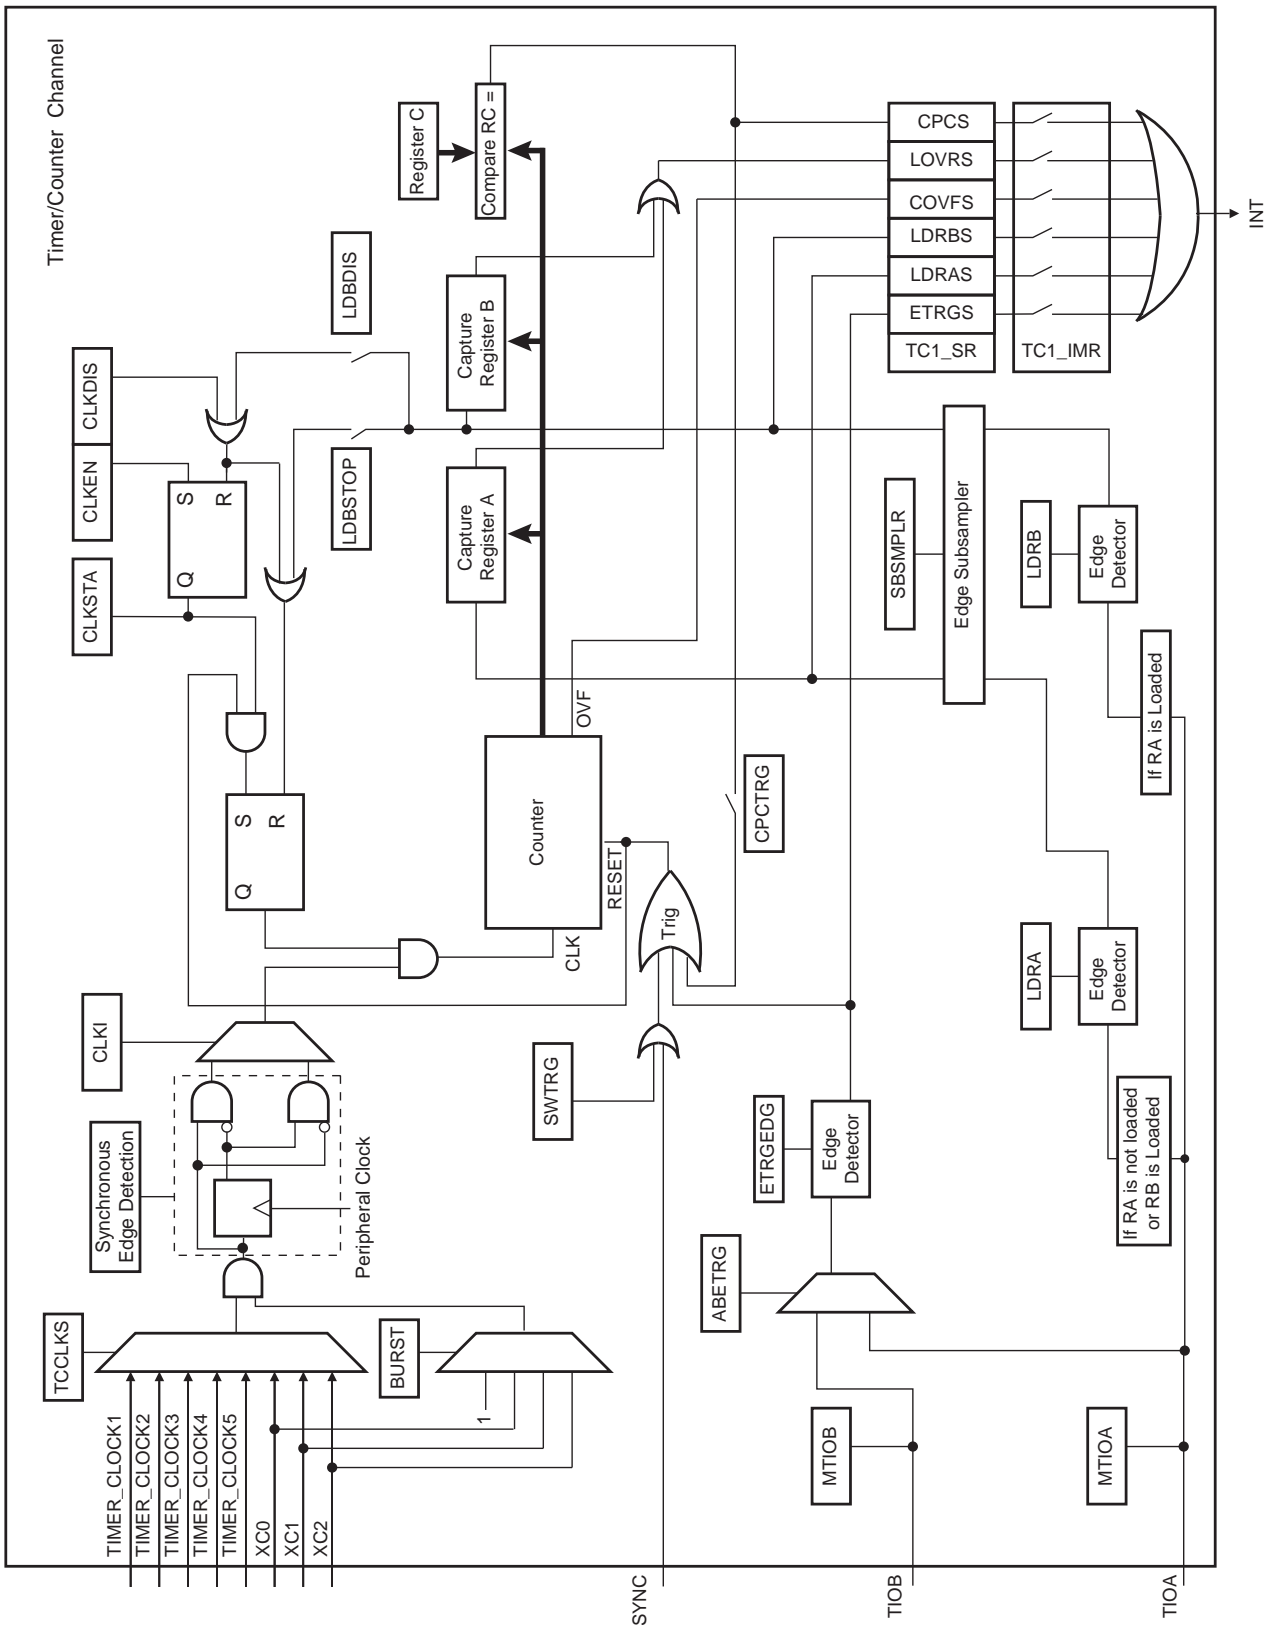 Timer/Counter Channel
TCCLKS
TIMER_CLOCK1
TIMER_CLOCK2
TIMER_CLOCK3
TIMER_CLOCK4
TIMER_CLOCK5
XC0
XC1
XC2
Synchronous
Edge Detection
CLKI
CLKSTA
CLKEN
CLKDIS
Q
S
R
Q
S
R
Peripheral Clock
BURST
1
LDBSTOP
LDBDIS
Register C
Capture
Register A
Capture
Register B
Compare RC =
Counter
CLK
OVF
RESET
SWTRG
Trig
SYNC
CPCTRG
ABETRG
ETRGEDG
Edge
Detector
MTIOB
TIOB
SBSMPLR
Edge Subsampler
CPCS
LOVRS
COVFS
LDRBS
LDRAS
ETRGS
TC1_SR
TC1_IMR
LDRA
Edge
Detector
LDRB
Edge
Detector
If RA is not loaded
or RB is Loaded
If RA is Loaded
MTIOA
TIOA
INT